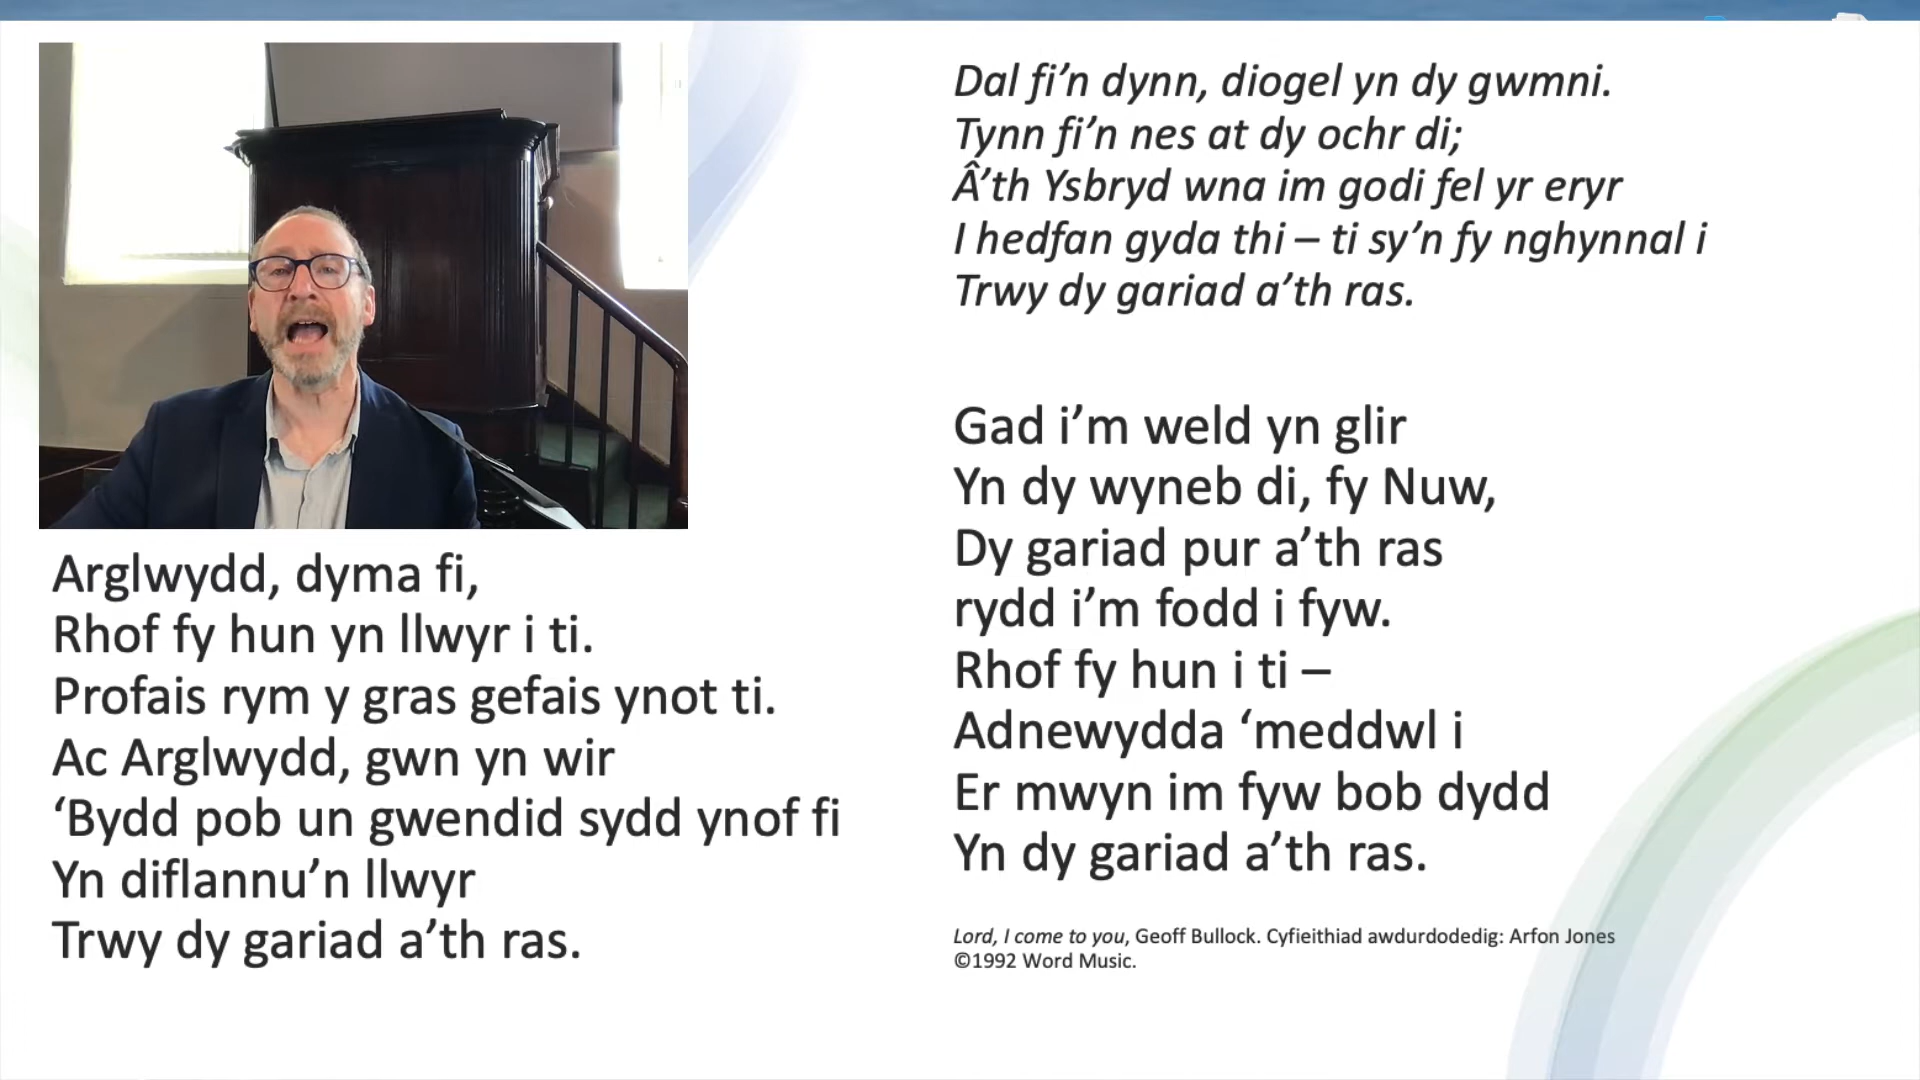 Arglwydd, dyma fi,
Rhof fy hun yn llwyr i ti.
Profais rym y gras gefais ynot ti.
Ac Arglwydd, gwn yn wir
‘Bydd pob un gwendid sydd ynof fi
Yn diflannu’n llwyr
Trwy dy gariad a’th ras.
Dal fi’n dynn, diogel yn dy gwmni.
Tynn fi’n nes at dy ochr di;
Â’th Ysbryd wna im godi fel yr eryr
I hedfan gyda thi – ti sy’n fy nghynnal i
Trwy dy gariad a’th ras.
Gad i’m weld yn glir
Yn dy wyneb di, fy Nuw,
Dy gariad pur a’th ras
rydd i’m fodd i fyw.
Rhof fy hun i ti –
Adnewydda ‘meddwl i
Er mwyn im fyw bob dydd
Yn dy gariad a’th ras.
Lord, I come to you, Geoff Bullock. Cyfieithiad awdurdodedig: Arfon Jones
©1992 Word Music.